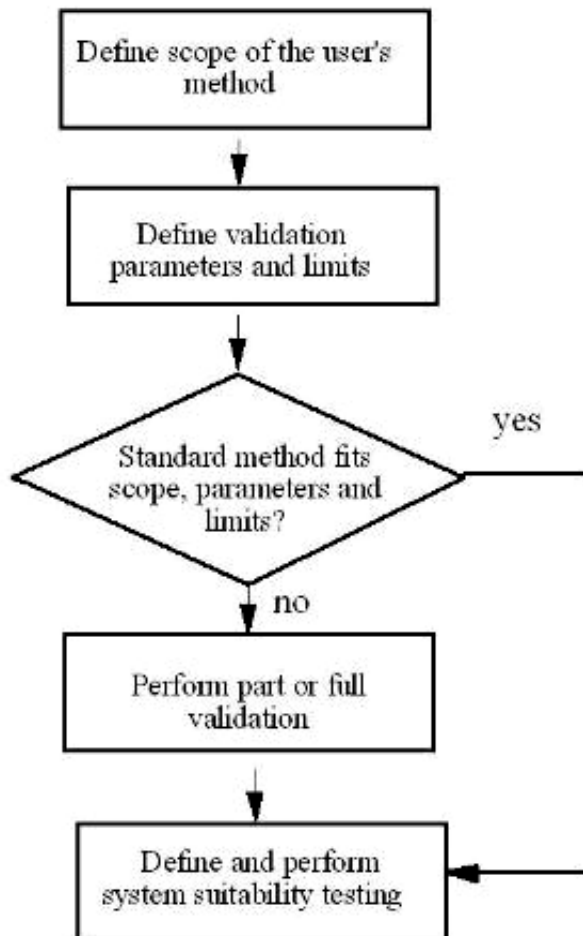 Define scope of the user's
method
Define validation
parameters and limits
Standard method fits
scope, parameters and
limits?
yes
no
Perform part or full
validation
Define and perform
system suitability testing